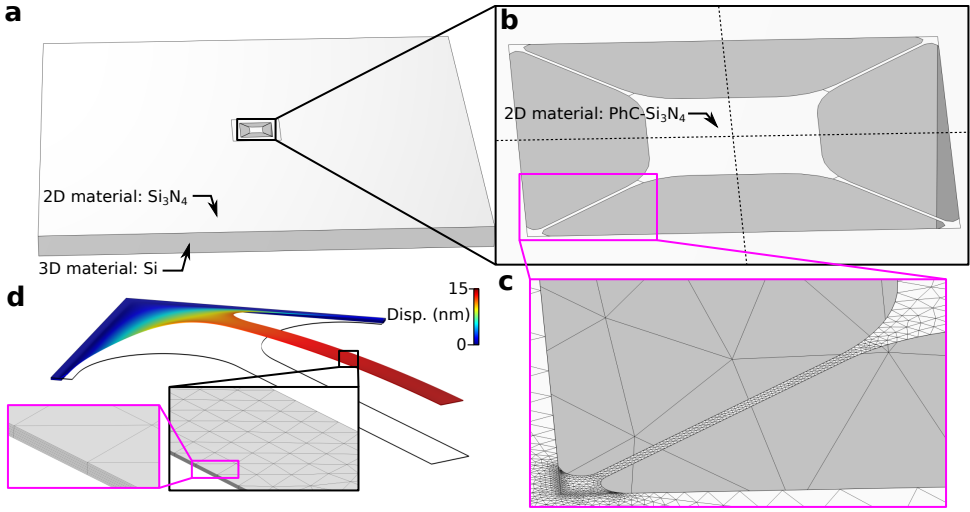 a
2D material: Si₃N₄
3D material: Si
b
2D material: PhC-Si₃N₄
c
d
15
Disp. (nm)
0